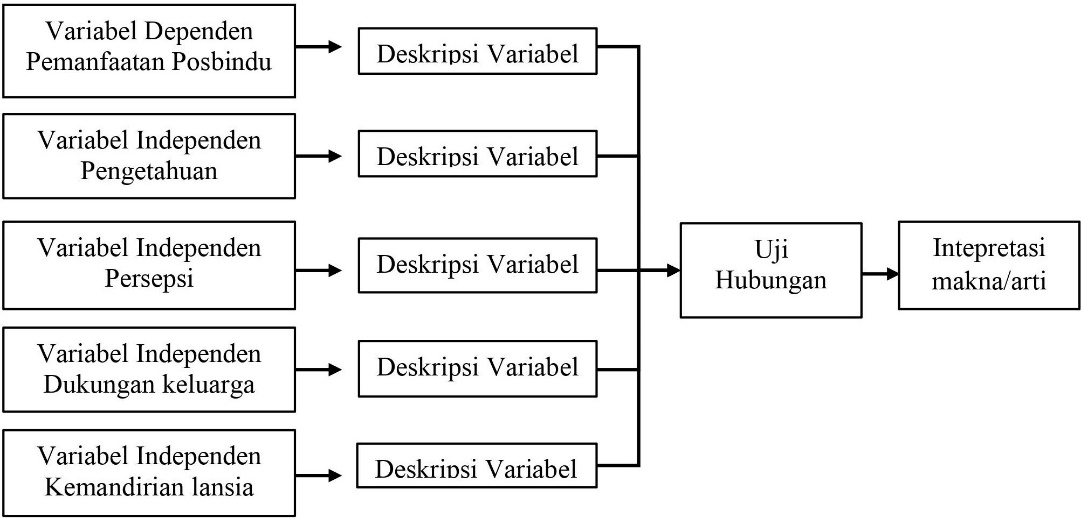 Variabel Dependen
Pemanfaatan Posbindu
Deskripsi Variabel
Variabel Independen
Pengetahuan
Deskripsi Variabel
Variabel Independen
Persepsi
Deskripsi Variabel
Variabel Independen
Dukungan keluarga
Deskripsi Variabel
Variabel Independen
Kemandirian lansia
Deskripsi Variabel
Uji
Hubungan
Intepretasi
makna/arti